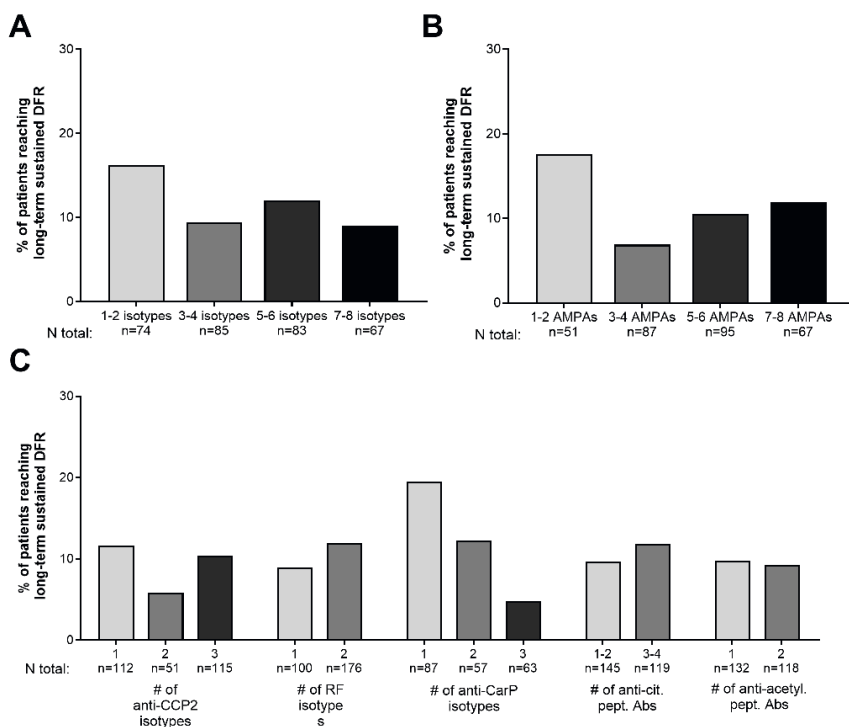 A
% of patients reaching
long-term sustained DFR
30
20
10
0
1-2 isotypes 3-4 isotypes 5-6 isotypes 7-8 isotypes
N total: n=74 n=85 n=83 n=67
B
% of patients reaching
long-term sustained DFR
30
20
10
0
1-2 AMPAs 3-4 AMPAs 5-6 AMPAs 7-8 AMPAs
N total: n=51 n=87 n=95 n=67
C
% of patients reaching
long-term sustained DFR
30
20
10
0
1 2 3 1 2 1 2 3 1-2 3-4 1 2
N total: n=112 n=51 n=115 n=100 n=176 n=87 n=57 n=63 n=145 n=119 n=132 n=118
# of
anti-CCP2
isotypes
# of RF
isotype
s
# of anti-CarP
isotypes
# of anti-cit.
pept. Abs
# of anti-acetyl.
pept. Abs